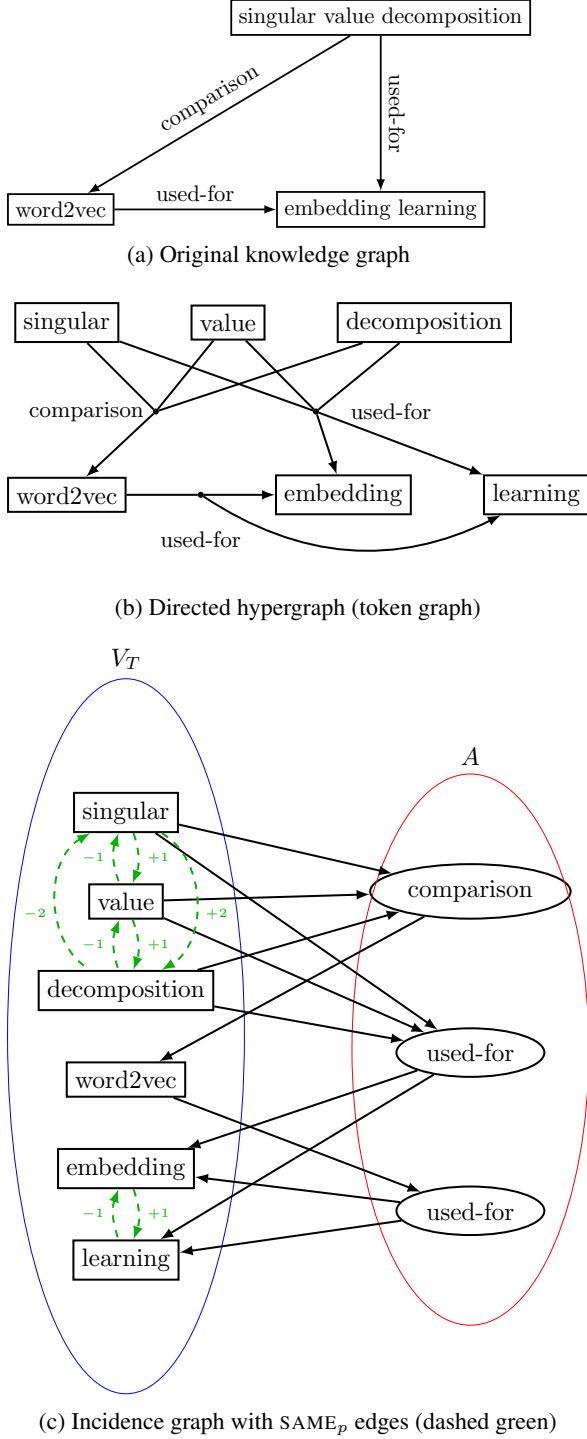 singular value decomposition
comparison
used-for
word2vec
used-for
embedding learning
(a) Original knowledge graph
singular
value
decomposition
comparison
used-for
word2vec
embedding
learning
used-for
(b) Directed hypergraph (token graph)
V_T
A
singular
−1
+1
comparison
value
−2
+2
−1
+1
decomposition
used-for
word2vec
embedding
−1
+1
used-for
learning
(c) Incidence graph with SAME_p edges (dashed green)